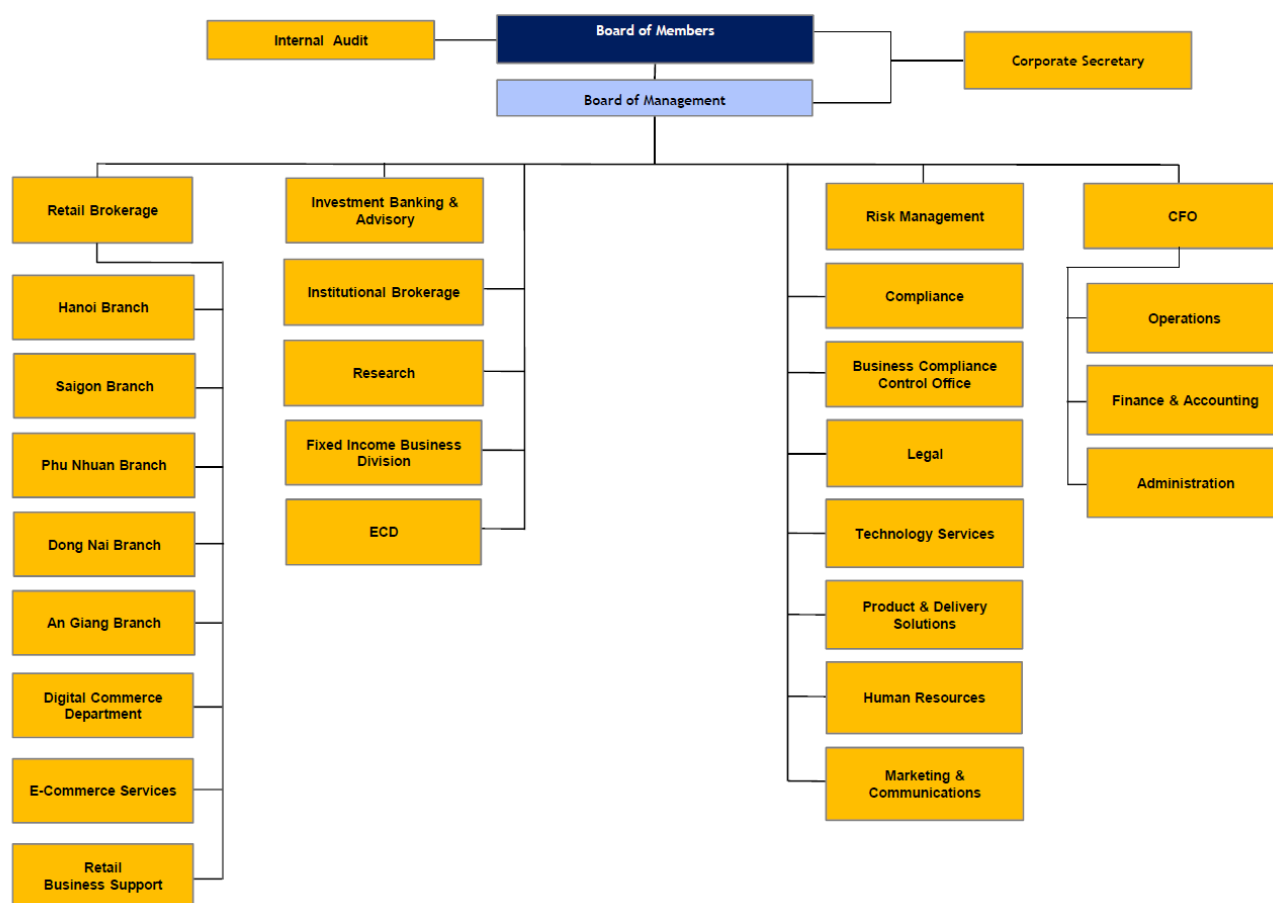 Internal Audit
Board of Members
Corporate Secretary
Board of Management
Retail Brokerage
Hanoi Branch
Saigon Branch
Phu Nhuan Branch
Dong Nai Branch
An Giang Branch
Digital Commerce
Department
E-Commerce Services
Retail
Business Support
Investment Banking &
Advisory
Institutional Brokerage
Research
Fixed Income Business
Division
ECD
Risk Management
Compliance
Business Compliance
Control Office
Legal
Technology Services
Product & Delivery
Solutions
Human Resources
Marketing &
Communications
CFO
Operations
Finance & Accounting
Administration